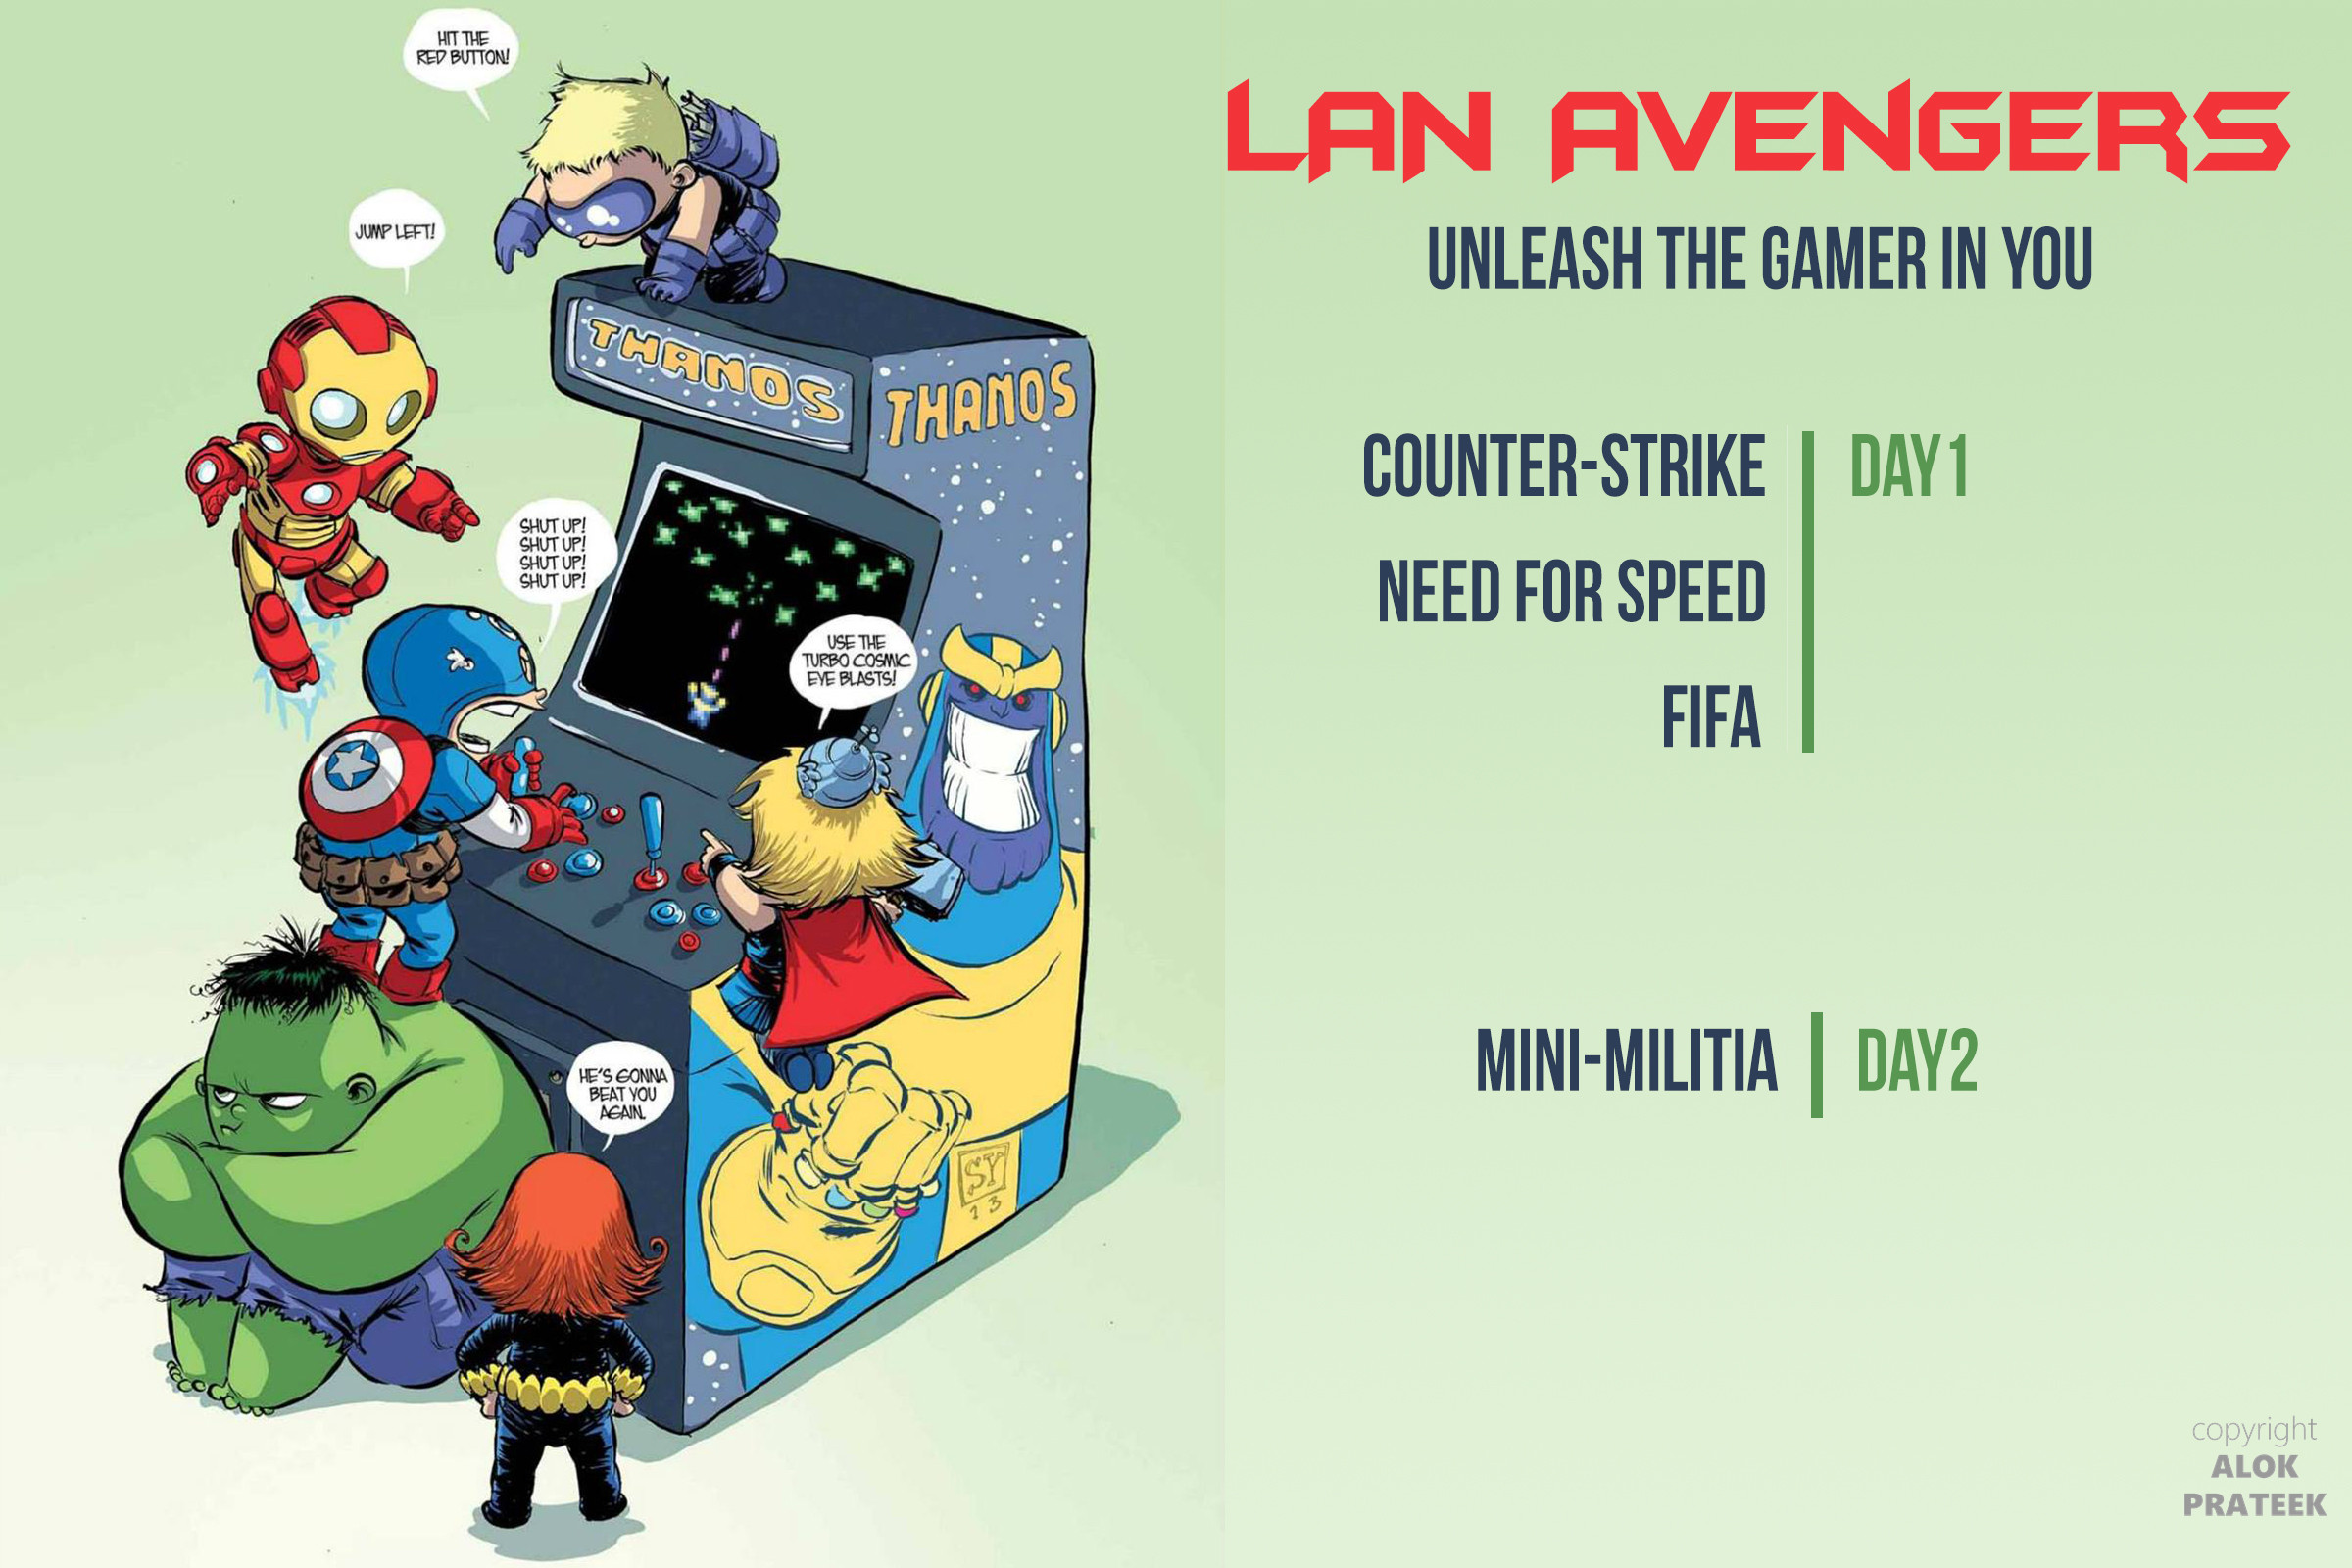 HIT THE
RED BUTTON!
JUMP LEFT!
THANOS
THANOS
SHUT UP!
SHUT UP!
SHUT UP!
SHUT UP!
USE THE
TURBO COSMIC
EYE BLASTS!
HE'S GONNA
BEAT YOU
AGAIN.
SY
13
LAN AVENGERS
UNLEASH THE GAMER IN YOU
COUNTER-STRIKE DAY1
NEED FOR SPEED
FIFA
MINI-MILITIA DAY2
copyright
ALOK
PRATEEK